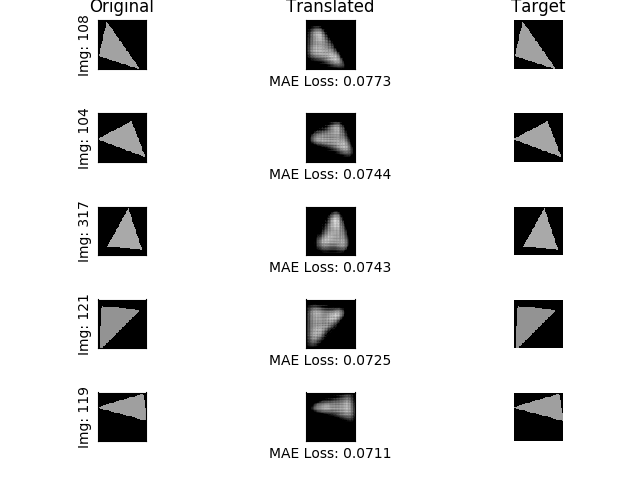 Original Translated Target
Img: 108
MAE Loss: 0.0773
Img: 104
MAE Loss: 0.0744
Img: 317
MAE Loss: 0.0743
Img: 121
MAE Loss: 0.0725
Img: 119
MAE Loss: 0.0711